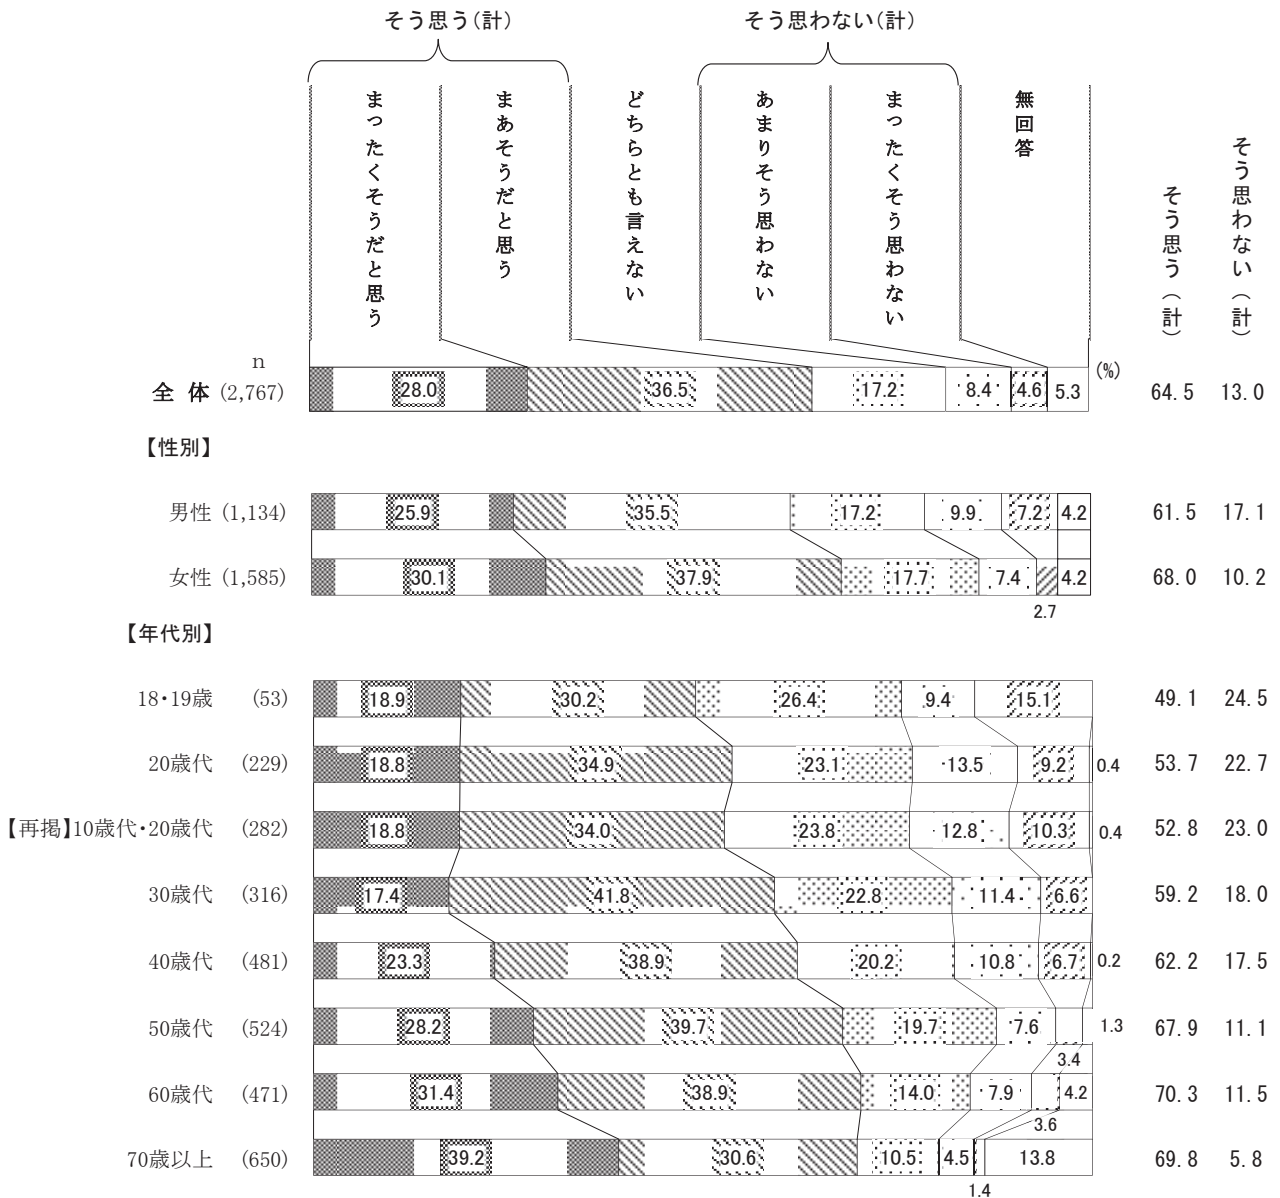 そう思う(計) そう思わない(計)
まったくそうだと思う
まあそうだと思う
どちらとも言えない
あまりそう思わない
まったくそう思わない
無回答
そう思う(計)
そう思わない(計)
n
(%)
全体 (2,767) 28.0 36.5 17.2 8.4 4.6 5.3 64.5 13.0
【性別】
男性 (1,134) 25.9 35.5 17.2 9.9 7.2 4.2 61.5 17.1
女性 (1,585) 30.1 37.9 17.7 7.4 2.7 4.2 68.0 10.2
【年代別】
18・19歳 (53) 18.9 30.2 26.4 9.4 15.1 49.1 24.5
20歳代 (229) 18.8 34.9 23.1 13.5 9.2 0.4 53.7 22.7
【再掲】10歳代・20歳代 (282) 18.8 34.0 23.8 12.8 10.3 0.4 52.8 23.0
30歳代 (316) 17.4 41.8 22.8 11.4 6.6 59.2 18.0
40歳代 (481) 23.3 38.9 20.2 10.8 6.7 0.2 62.2 17.5
50歳代 (524) 28.2 39.7 19.7 7.6 3.4 1.3 67.9 11.1
60歳代 (471) 31.4 38.9 14.0 7.9 3.6 4.2 70.3 11.5
70歳以上 (650) 39.2 30.6 10.5 4.5 1.4 13.8 69.8 5.8